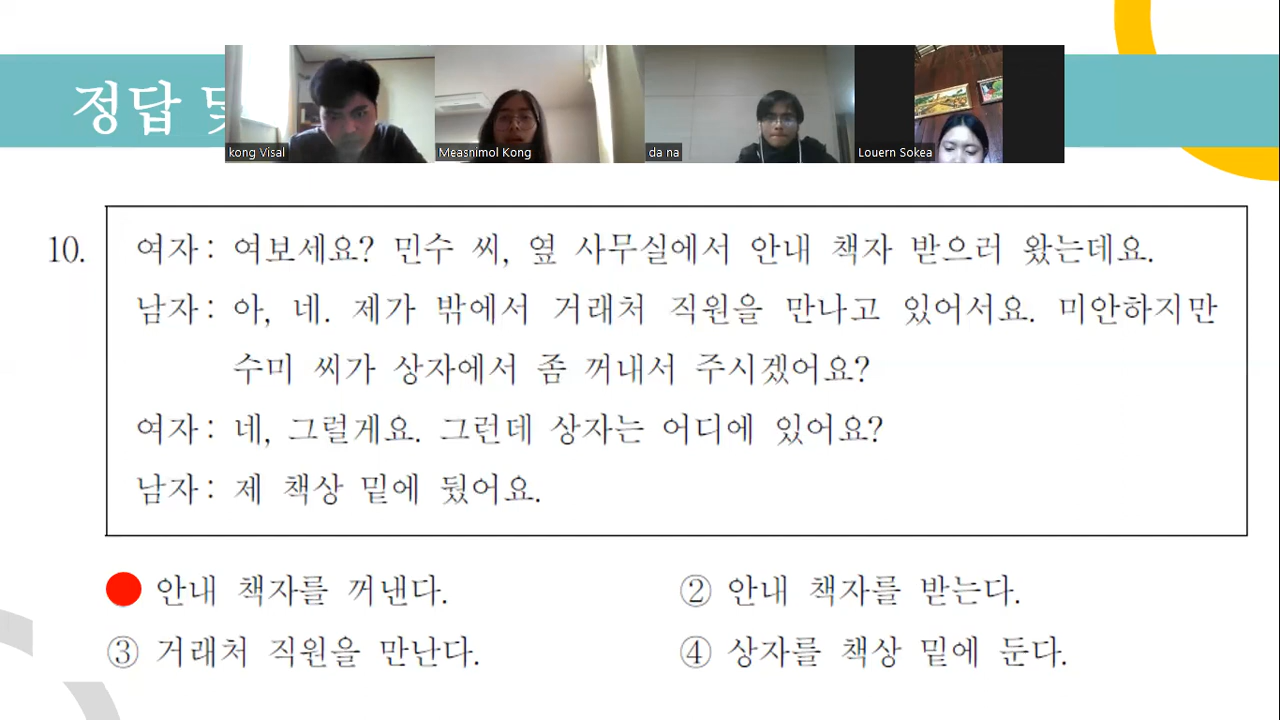 정답 및
kong Visal
Measnimol Kong
da na
Louern Sokea
10.
여자: 여보세요? 민수 씨, 옆 사무실에서 안내 책자 받으러 왔는데요.
남자: 아, 네. 제가 밖에서 거래처 직원을 만나고 있어서요. 미안하지만
수미 씨가 상자에서 좀 꺼내서 주시겠어요?
여자: 네, 그럴게요. 그런데 상자는 어디에 있어요?
남자: 제 책상 밑에 뒀어요.
안내 책자를 꺼낸다.
② 안내 책자를 받는다.
③ 거래처 직원을 만난다.
④ 상자를 책상 밑에 둔다.